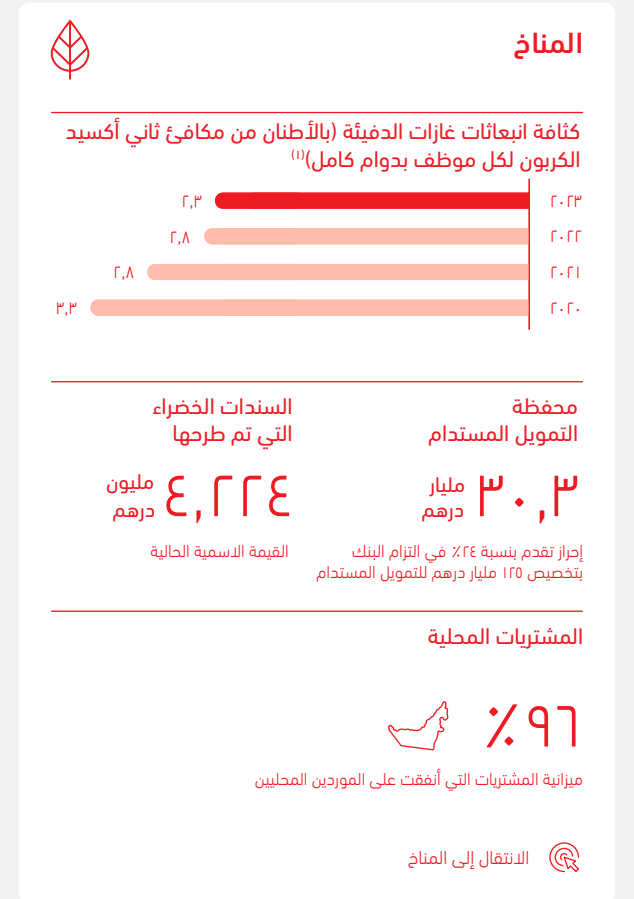 المناخ
كثافة انبعاثات غازات الدفيئة (بالأطنان من مكافئ ثاني أكسيد
الكربون لكل موظف بدوام كامل)(١)
٢٠٢٣ ٢,٣
٢٠٢٢ ٢,٨
٢٠٢١ ٢,٨
٢٠٢٠ ٣,٣
محفظة
التمويل المستدام
٣٠,٣ مليار
درهم
إحراز تقدم بنسبة ٢٤٪ في التزام البنك
بتخصيص ١٢٥ مليار درهم للتمويل المستدام
السندات الخضراء
التي تم طرحها
٤,٢٢٤ مليون
درهم
القيمة الاسمية الحالية
المشتريات المحلية
٩٦٪
ميزانية المشتريات التي أنفقت على الموردين المحليين
الانتقال إلى المناخ